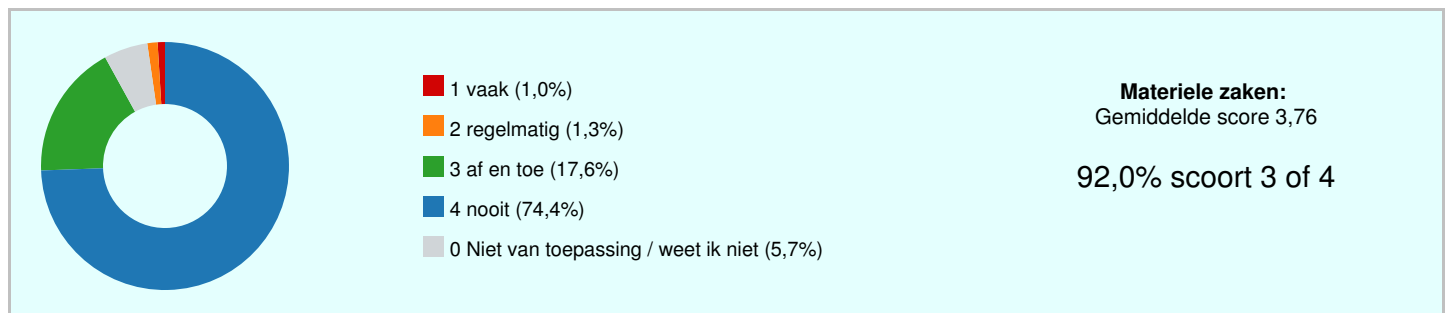 1 vaak (1,0%)
2 regelmatig (1,3%)
3 af en toe (17,6%)
4 nooit (74,4%)
0 Niet van toepassing / weet ik niet (5,7%)
Materiele zaken:
Gemiddelde score 3,76
92,0% scoort 3 of 4